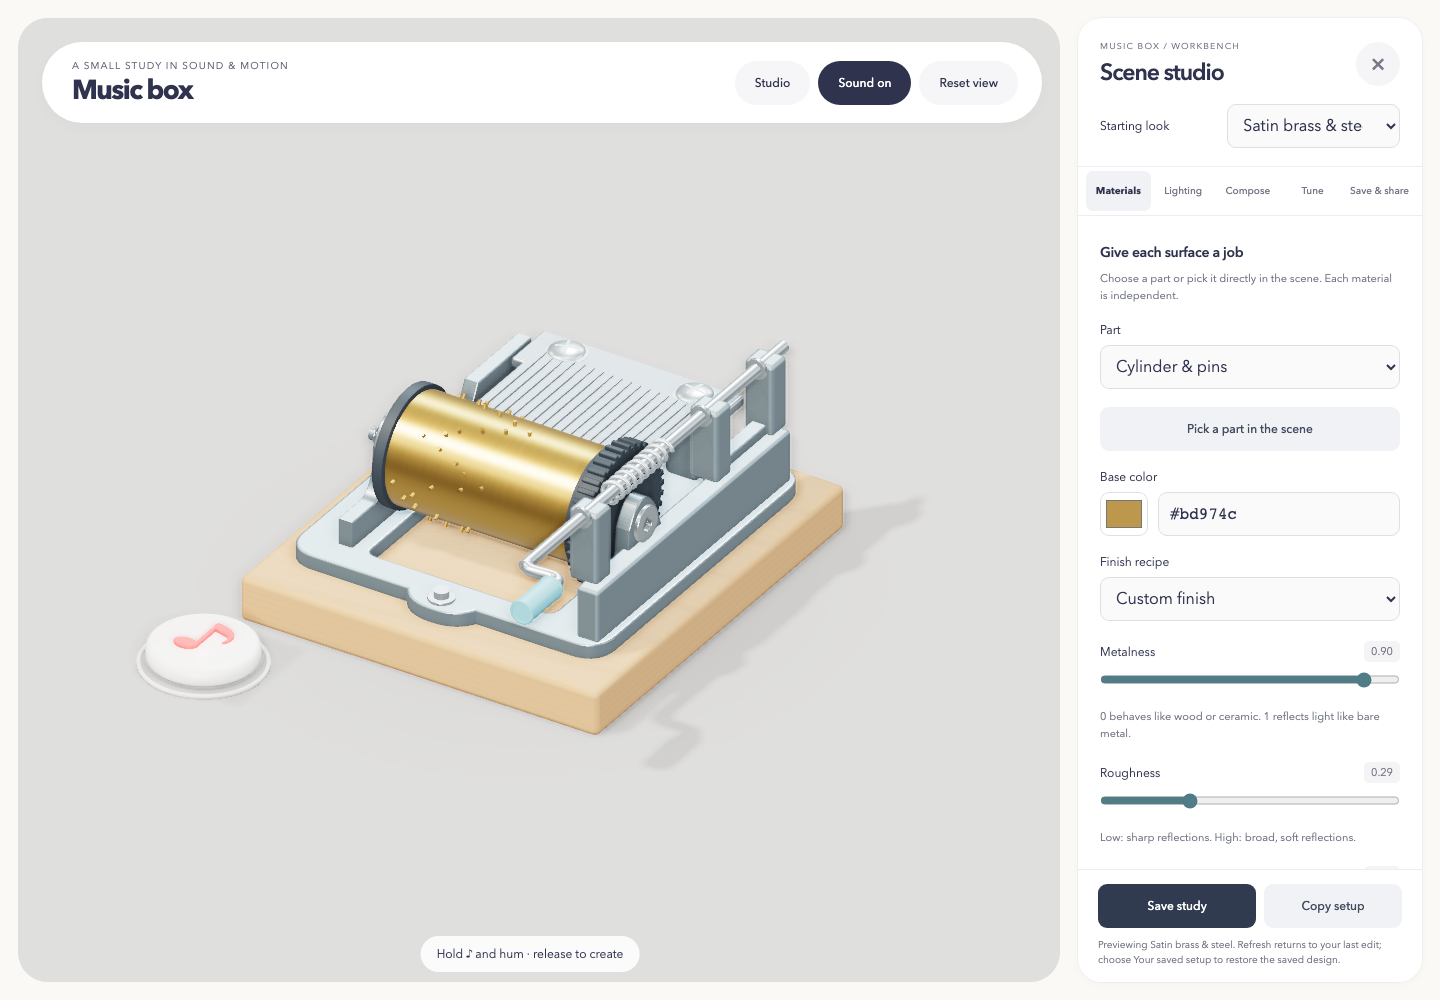 A SMALL STUDY IN SOUND & MOTION
Music box
Studio
Sound on
Reset view
Hold ♪ and hum · release to create
MUSIC BOX / WORKBENCH
Scene studio
Starting look
Satin brass & ste
Materials
Lighting
Compose
Tune
Save & share
Give each surface a job
Choose a part or pick it directly in the scene. Each material
is independent.
Part
Cylinder & pins
Pick a part in the scene
Base color
#bd974c
Finish recipe
Custom finish
Metalness
0.90
0 behaves like wood or ceramic. 1 reflects light like bare
metal.
Roughness
0.29
Low: sharp reflections. High: broad, soft reflections.
Save study
Copy setup
Previewing Satin brass & steel. Refresh returns to your last edit;
choose Your saved setup to restore the saved design.